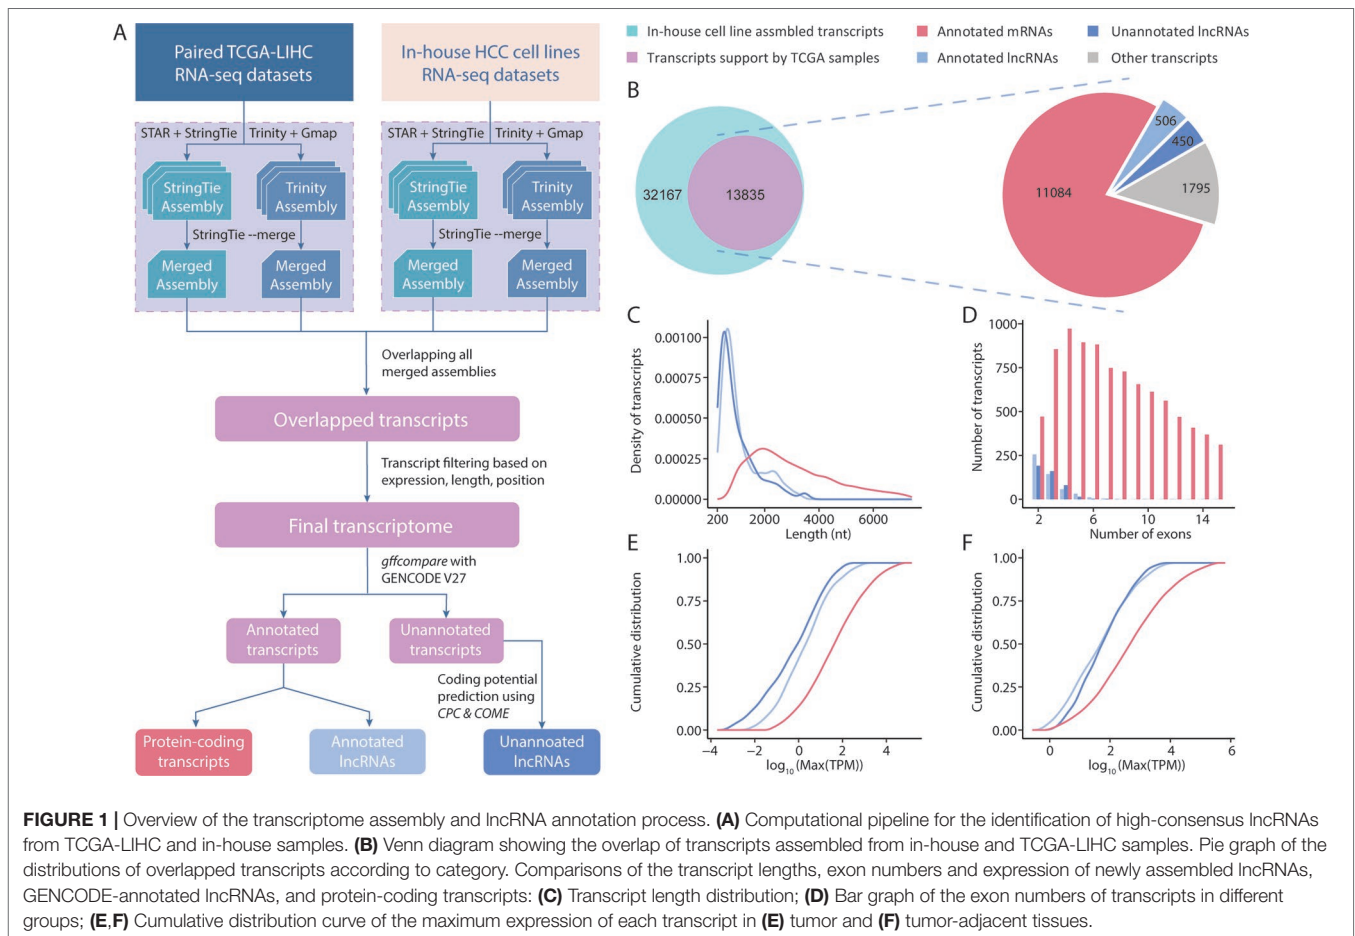 A
Paired TCGA-LIHC
RNA-seq datasets
In-house HCC cell lines
RNA-seq datasets
STAR + StringTie
Trinity + Gmap
STAR + StringTie
Trinity + Gmap
StringTie
Assembly
Trinity
Assembly
StringTie
Assembly
Trinity
Assembly
StringTie --merge
StringTie --merge
Merged
Assembly
Merged
Assembly
Merged
Assembly
Merged
Assembly
Overlapping all
merged assemblies
Overlapped transcripts
Transcript filtering based on
expression, length, position
Final transcriptome
gffcompare with
GENCODE V27
Annotated
transcripts
Unannotated
transcripts
Coding potential
prediction using
CPC & COME
Protein-coding
transcripts
Annotated
lncRNAs
Unannoated
lncRNAs
In-house cell line assmbled transcripts
Transcripts support by TCGA samples
Annotated mRNAs
Annotated lncRNAs
Unannotated lncRNAs
Other transcripts
B
32167
13835
11084
506
450
1795
C
Density of transcripts
0.00100
0.00075
0.00050
0.00025
0.00000
200 2000 4000 6000
Length (nt)
D
Number of transcripts
1000
750
500
250
0
2 6 10 14
Number of exons
E
Cumulative distribution
1.00
0.75
0.50
0.25
0.00
−4 −2 0 2 4
log10(Max(TPM))
F
Cumulative distribution
1.00
0.75
0.50
0.25
0.00
0 2 4 6
log10(Max(TPM))
FIGURE 1 | Overview of the transcriptome assembly and lncRNA annotation process. (A) Computational pipeline for the identification of high-consensus lncRNAs
from TCGA-LIHC and in-house samples. (B) Venn diagram showing the overlap of transcripts assembled from in-house and TCGA-LIHC samples. Pie graph of the
distributions of overlapped transcripts according to category. Comparisons of the transcript lengths, exon numbers and expression of newly assembled lncRNAs,
GENCODE-annotated lncRNAs, and protein-coding transcripts: (C) Transcript length distribution; (D) Bar graph of the exon numbers of transcripts in different
groups; (E,F) Cumulative distribution curve of the maximum expression of each transcript in (E) tumor and (F) tumor-adjacent tissues.